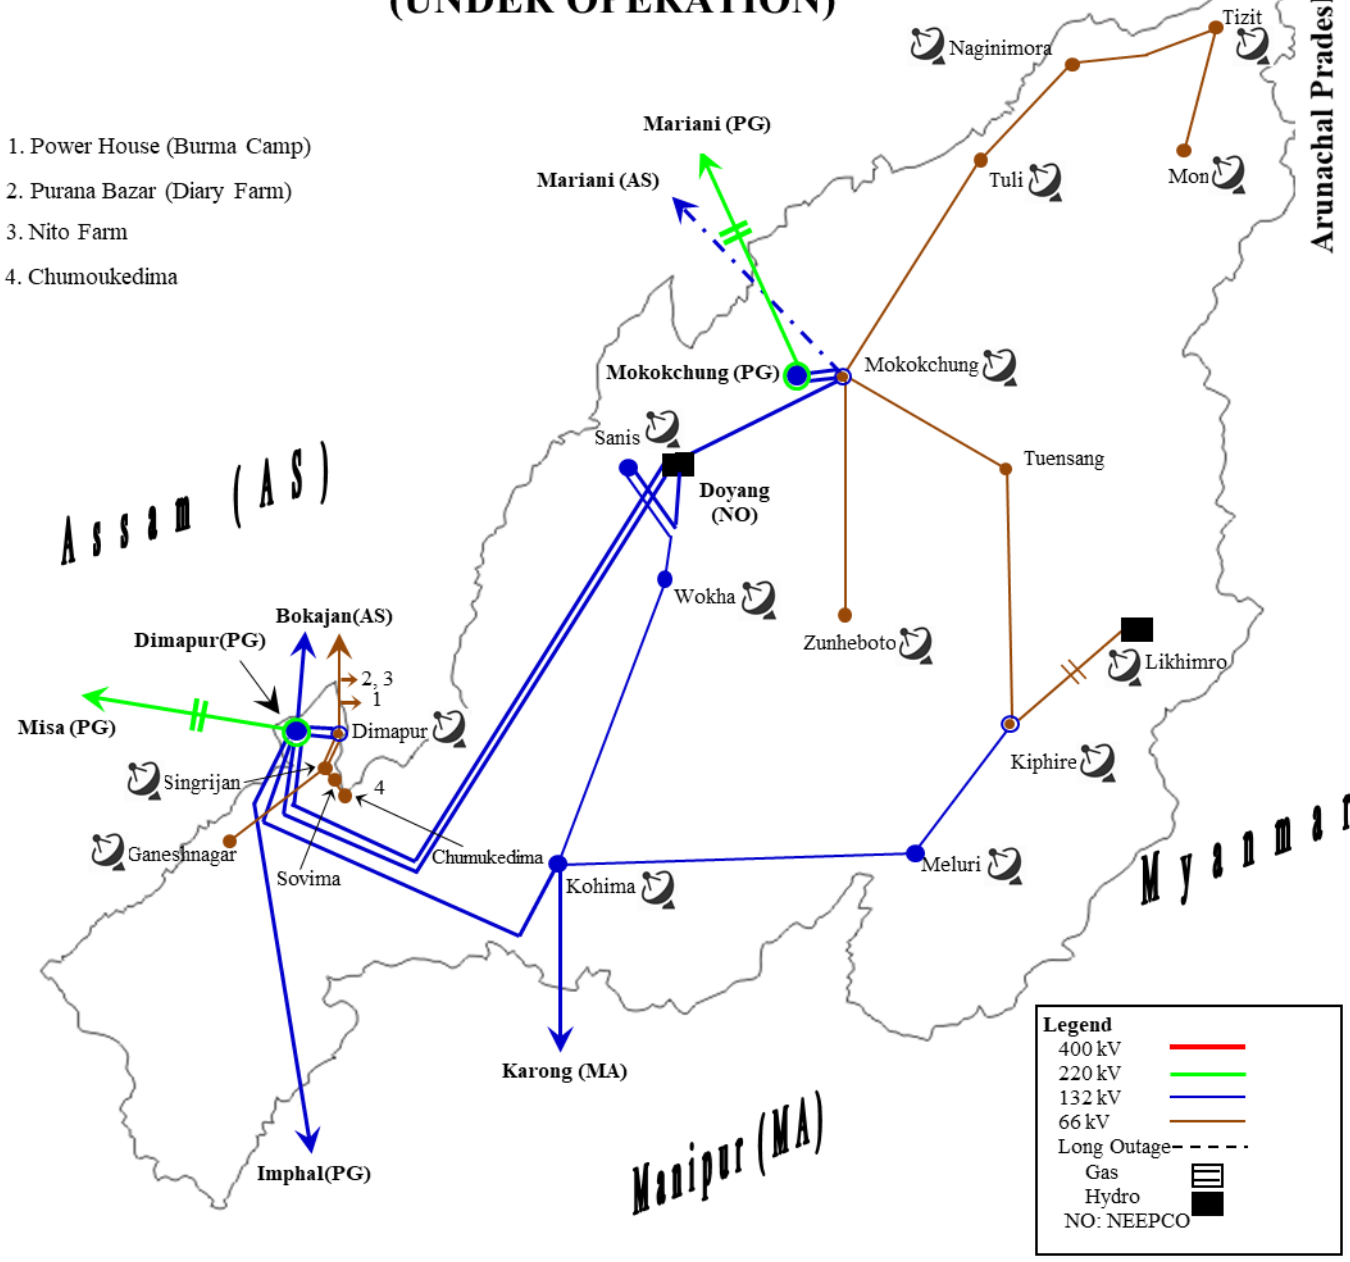 (UNDER OPERATION)
Tizit
Naginimora
Arunachal Prades
Mariani (PG)
1. Power House (Burma Camp)
Mariani (AS)
Tuli
Mon
2. Purana Bazar (Diary Farm)
3. Nito Farm
4. Chumoukedima
Mokokchung (PG)
Mokokchung
Sanis
Tuensang
Doyang
(NO)
Assam (AS)
Wokha
Bokajan(AS)
Dimapur(PG)
Zunheboto
Likhimro
2, 3
1
Misa (PG)
Dimapur
Kiphire
Singrijan
4
Ganeshnagar
Chumukedima
Sovima
Kohima
Meluri
Myanmar
Karong (MA)
Imphal(PG)
Manipur (MA)
Legend
400 kV
220 kV
132 kV
66 kV
Long Outage
Gas
Hydro
NO: NEEPCO